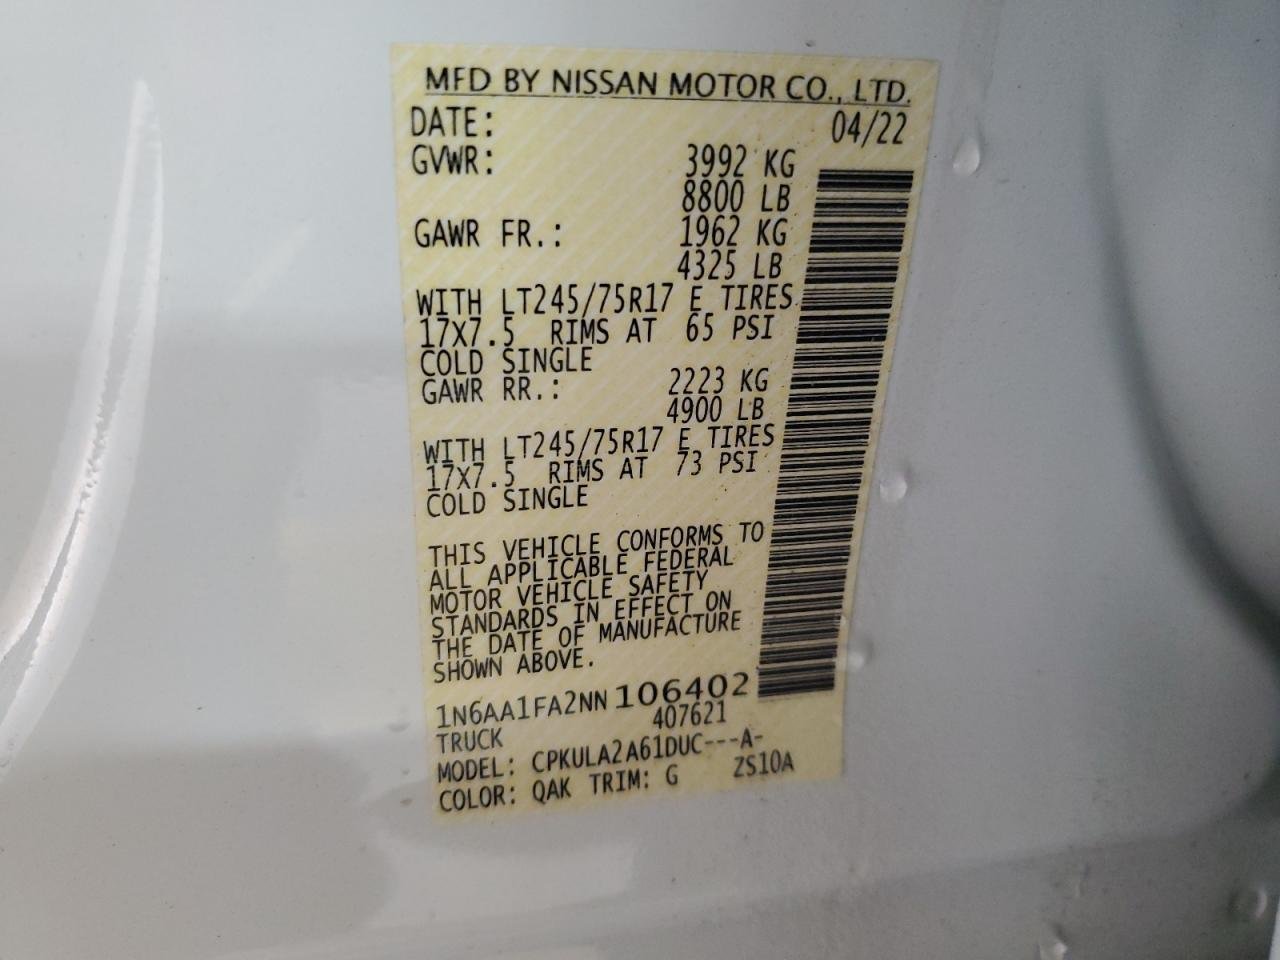 MFD BY NISSAN MOTOR CO., LTD.
DATE: 04/22
GVWR: 3992 KG
8800 LB
GAWR FR.: 1962 KG
4325 LB
WITH LT245/75R17 E TIRES
17X7.5 RIMS AT 65 PSI
COLD SINGLE
GAWR RR.: 2223 KG
4900 LB
WITH LT245/75R17 E TIRES
17X7.5 RIMS AT 73 PSI
COLD SINGLE
THIS VEHICLE CONFORMS TO
ALL APPLICABLE FEDERAL
MOTOR VEHICLE SAFETY
STANDARDS IN EFFECT ON
THE DATE OF MANUFACTURE
SHOWN ABOVE.
1N6AA1FA2NN106402
TRUCK 407621
MODEL: CPKULA2A61DUC---A-
COLOR: QAK TRIM: G ZS10A